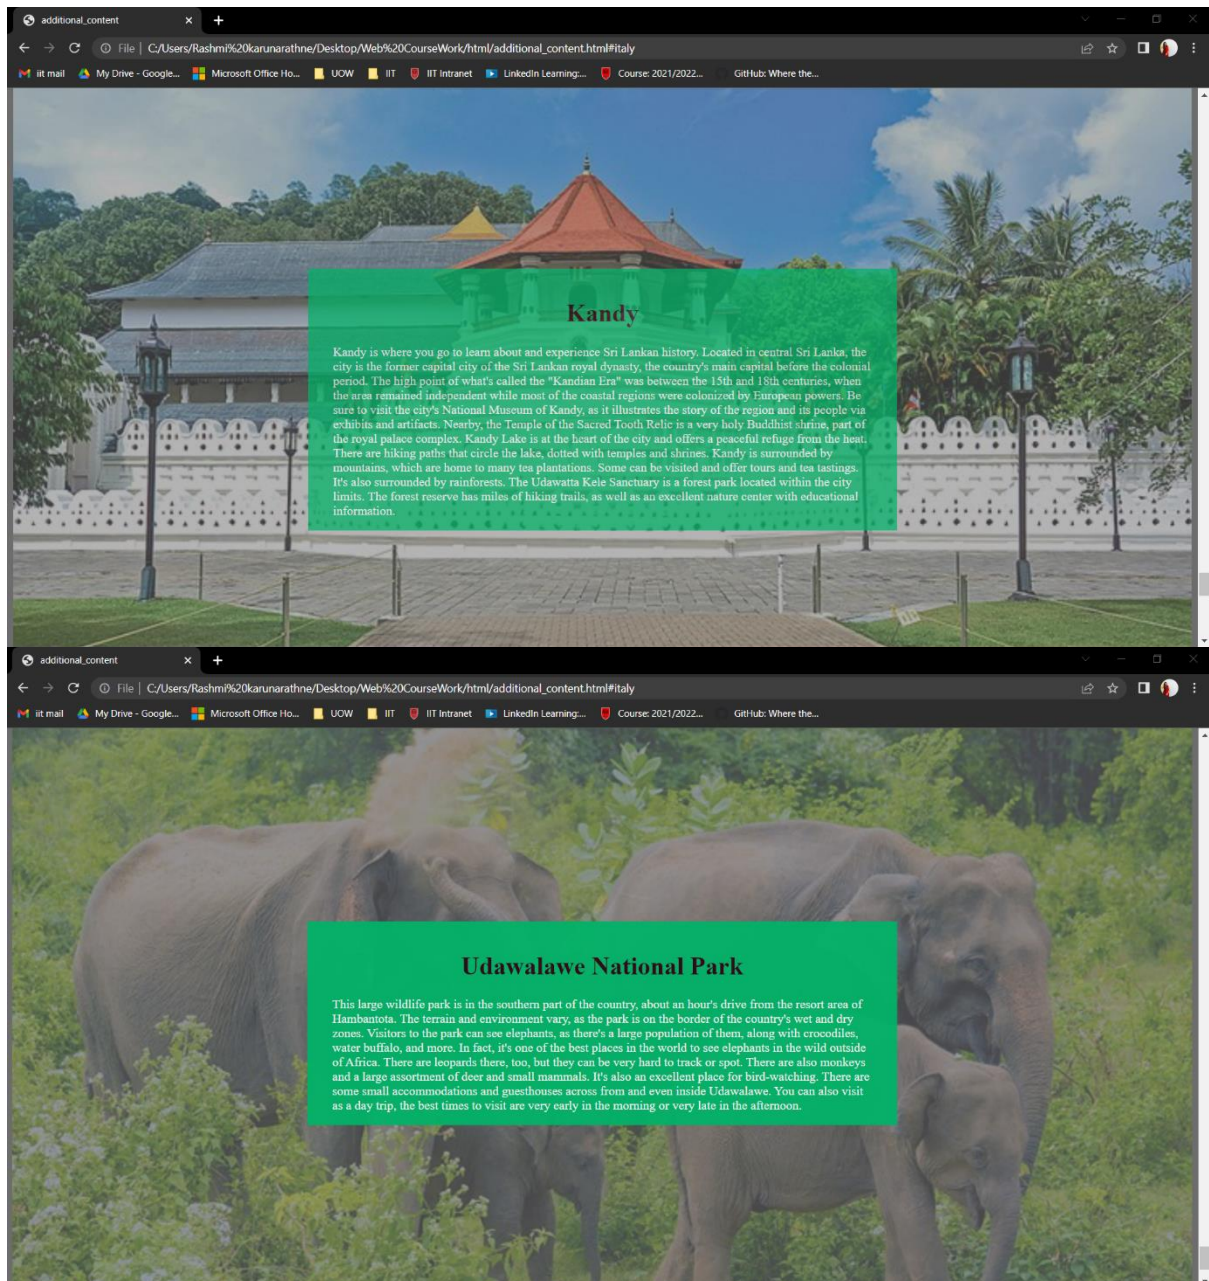 additional_content
File | C:/Users/Rashmi%20karunarathne/Desktop/Web%20CourseWork/html/additional_content.html#italy
iit mail My Drive - Google... Microsoft Office Ho... UOW IIT IIT Intranet LinkedIn Learning:... Course: 2021/2022... GitHub: Where the...
Kandy
Kandy is where you go to learn about and experience Sri Lankan history. Located in central Sri Lanka, the
city is the former capital city of the Sri Lankan royal dynasty, the country's main capital before the colonial
period. The high point of what's called the "Kandian Era" was between the 15th and 18th centuries, when
the area remained independent while most of the coastal regions were colonized by European powers. Be
sure to visit the city's National Museum of Kandy, as it illustrates the story of the region and its people via
exhibits and artifacts. Nearby, the Temple of the Sacred Tooth Relic is a very holy Buddhist shrine, part of
the royal palace complex. Kandy Lake is at the heart of the city and offers a peaceful refuge from the heat.
There are hiking paths that circle the lake, dotted with temples and shrines. Kandy is surrounded by
mountains, which are home to many tea plantations. Some can be visited and offer tours and tea tastings.
It's also surrounded by rainforests. The Udawatta Kele Sanctuary is a forest park located within the city
limits. The forest reserve has miles of hiking trails, as well as an excellent nature center with educational
information.
additional_content
File | C:/Users/Rashmi%20karunarathne/Desktop/Web%20CourseWork/html/additional_content.html#italy
iit mail My Drive - Google... Microsoft Office Ho... UOW IIT IIT Intranet LinkedIn Learning:... Course: 2021/2022... GitHub: Where the...
Udawalawe National Park
This large wildlife park is in the southern part of the country, about an hour's drive from the resort area of
Hambantota. The terrain and environment vary, as the park is on the border of the country's wet and dry
zones. Visitors to the park can see elephants, as there's a large population of them, along with crocodiles,
water buffalo, and more. In fact, it's one of the best places in the world to see elephants in the wild outside
of Africa. There are leopards there, too, but they can be very hard to track or spot. There are also monkeys
and a large assortment of deer and small mammals. It's also an excellent place for bird-watching. There are
some small accommodations and guesthouses across from and even inside Udawalawe. You can also visit
as a day trip, the best times to visit are very early in the morning or very late in the afternoon.